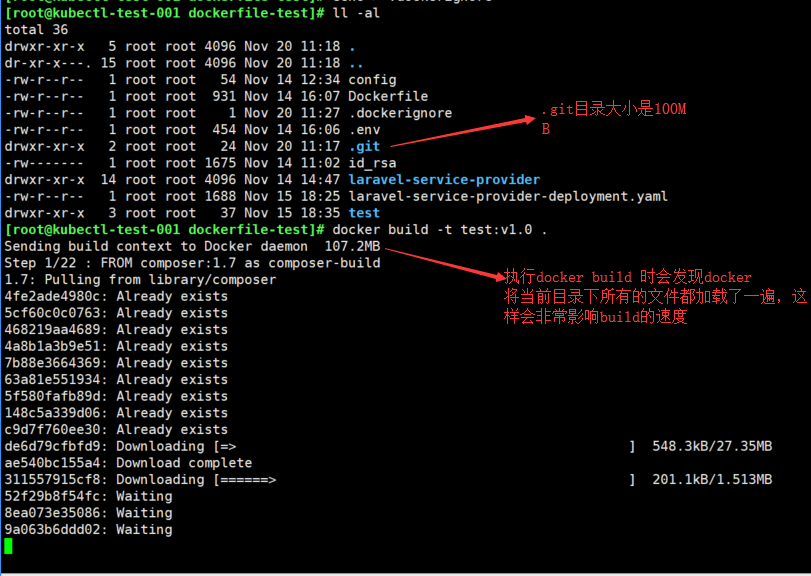 [root@kubectl-test-001 dockerfile-test]# ll -al
total 36
drwxr-xr-x   5 root root 4096 Nov 20 11:18 .
dr-xr-x---. 15 root root 4096 Nov 20 11:18 ..
-rw-r--r--   1 root root   54 Nov 14 12:34 config
-rw-r--r--   1 root root  931 Nov 14 16:07 Dockerfile
-rw-r--r--   1 root root    1 Nov 20 11:27 .dockerignore
-rw-r--r--   1 root root  454 Nov 14 16:06 .env
drwxr-xr-x   2 root root   24 Nov 20 11:17 .git
-rw-------   1 root root 1675 Nov 14 11:02 id_rsa
drwxr-xr-x  14 root root 4096 Nov 14 14:47 laravel-service-provider
-rw-r--r--   1 root root 1688 Nov 15 18:25 laravel-service-provider-deployment.yaml
drwxr-xr-x   3 root root   37 Nov 15 18:35 test
.git目录大小是100M
B
[root@kubectl-test-001 dockerfile-test]# docker build -t test:v1.0 .
Sending build context to Docker daemon  107.2MB
Step 1/22 : FROM composer:1.7 as composer-build
1.7: Pulling from library/composer
4fe2ade4980c: Already exists
5cf60c0c0763: Already exists
468219aa4689: Already exists
4a8b1a3b9e51: Already exists
7b88e3664369: Already exists
63a81e551934: Already exists
5f580fafb89d: Already exists
148c5a339d06: Already exists
c9d7f760ee30: Already exists
de6d79cfbfd9: Downloading [=>                                                 ]  548.3kB/27.35MB
ae540bc155a4: Download complete
311557915cf8: Downloading [======>                                            ]  201.1kB/1.513MB
52f29b8f54fc: Waiting
8ea073e35086: Waiting
9a063b6ddd02: Waiting
执行docker build 时会发现docker
将当前目录下所有的文件都加载了一遍，这
样会非常影响build的速度